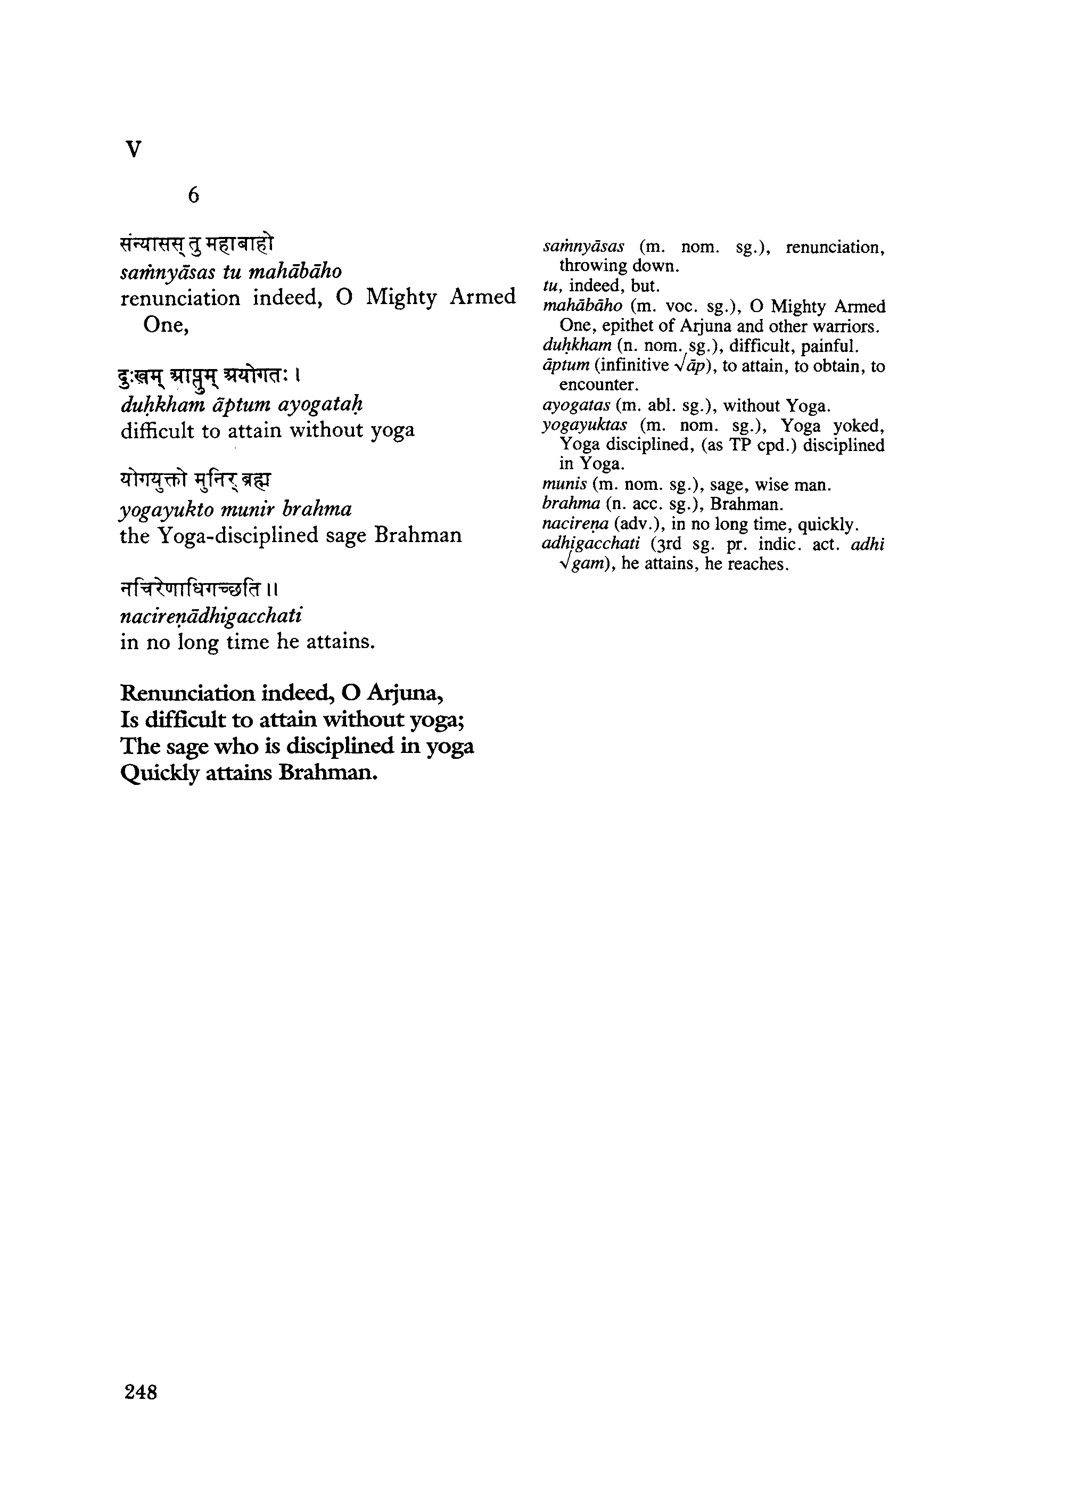 V
6
संन्यासस् तु महाबाहो
saṁnyāsas tu mahābāho
renunciation indeed, O Mighty Armed
One,
दुःखम् आप्तुम् अयोगतः ।
duḥkham āptum ayogataḥ
difficult to attain without yoga
योगयुक्तो मुनिर् ब्रह्म
yogayukto munir brahma
the Yoga-disciplined sage Brahman
नचिरेणाधिगच्छति ॥
nacireṇādhigacchati
in no long time he attains.
Renunciation indeed, O Arjuna,
Is difficult to attain without yoga;
The sage who is disciplined in yoga
Quickly attains Brahman.
saṁnyāsas (m. nom. sg.), renunciation,
throwing down.
tu, indeed, but.
mahābāho (m. voc. sg.), O Mighty Armed
One, epithet of Arjuna and other warriors.
duḥkham (n. nom. sg.), difficult, painful.
āptum (infinitive √āp), to attain, to obtain, to
encounter.
ayogatas (m. abl. sg.), without Yoga.
yogayuktas (m. nom. sg.), Yoga yoked,
Yoga disciplined, (as TP cpd.) disciplined
in Yoga.
munis (m. nom. sg.), sage, wise man.
brahma (n. acc. sg.), Brahman.
nacireṇa (adv.), in no long time, quickly.
adhigacchati (3rd sg. pr. indic. act. adhi
√gam), he attains, he reaches.
248